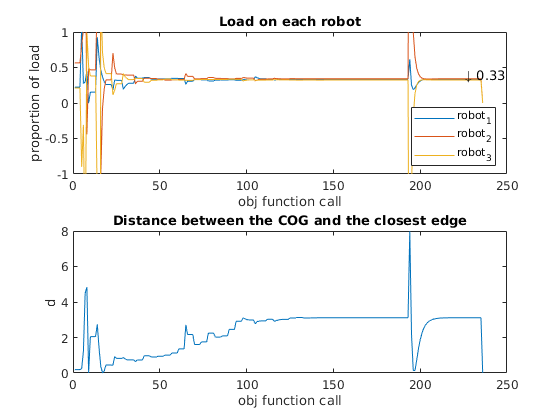 Load on each robot
1
0.5
0
-0.5
-1
proportion of load
↓ 0.33
robot1
robot2
robot3
0 50 100 150 200 250
obj function call
Distance between the COG and the closest edge
8
6
4
2
0
d
0 50 100 150 200 250
obj function call